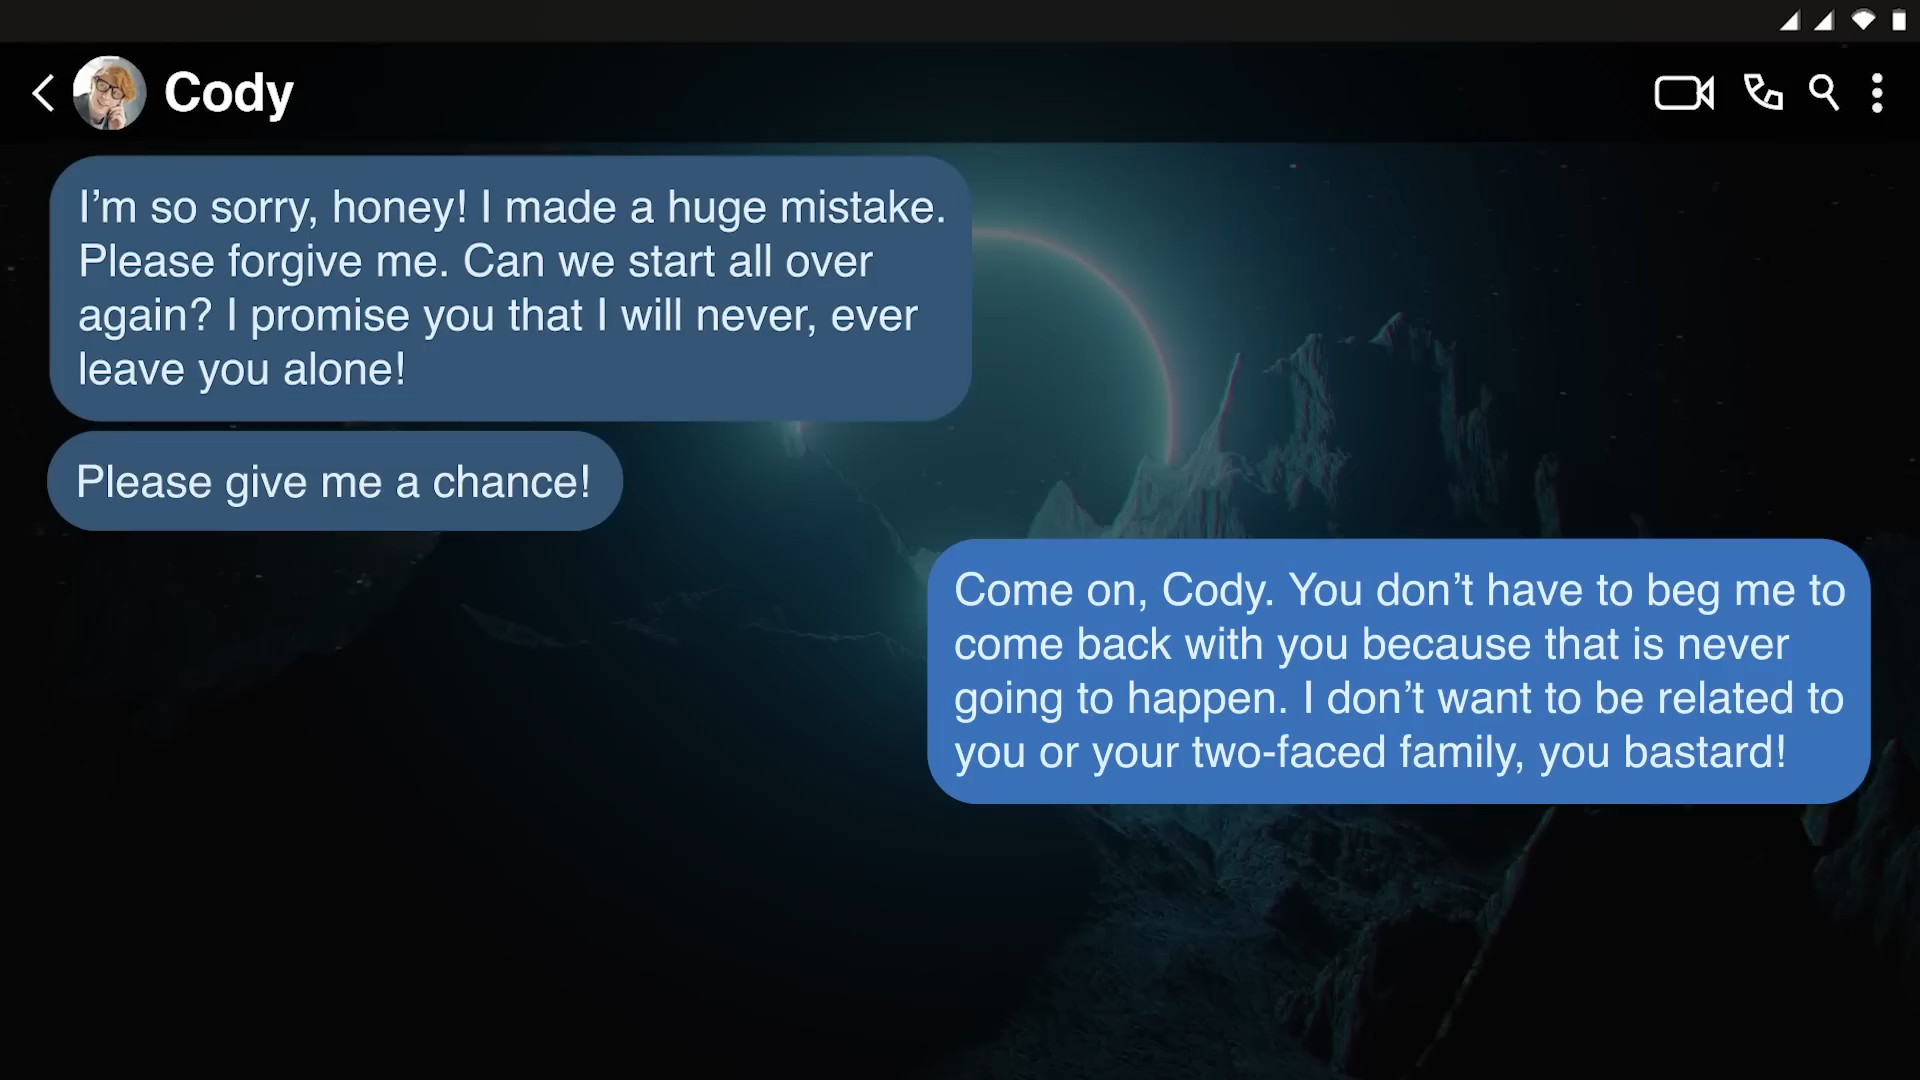 Cody
I’m so sorry, honey! I made a huge mistake.
Please forgive me. Can we start all over
again? I promise you that I will never, ever
leave you alone!
Please give me a chance!
Come on, Cody. You don’t have to beg me to
come back with you because that is never
going to happen. I don’t want to be related to
you or your two-faced family, you bastard!